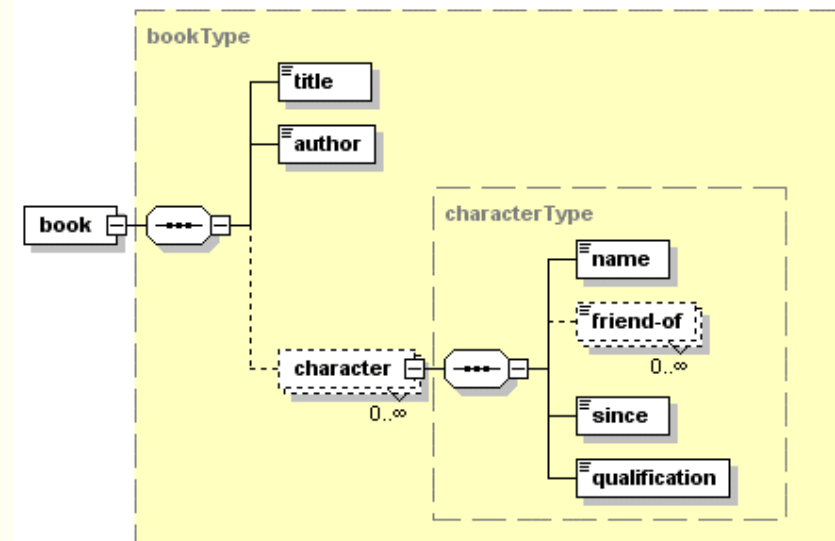 bookType
title
author
book
characterType
name
friend-of
0..∞
character
0..∞
since
qualification